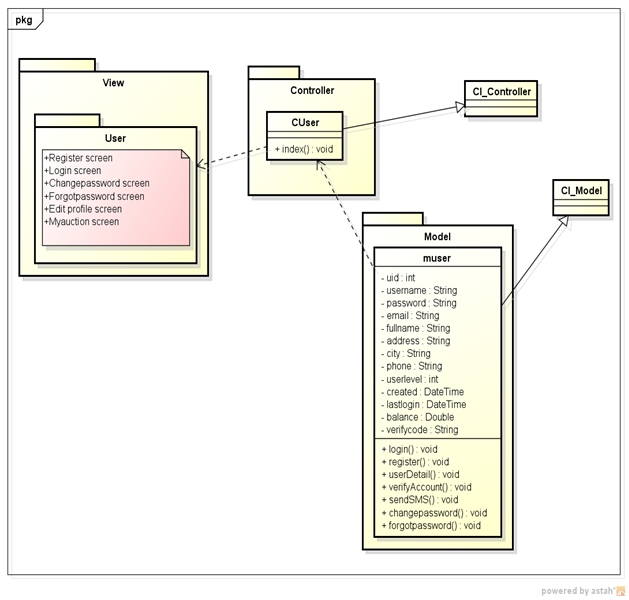 pkg
View
User
+Register screen
+Login screen
+Changepassword screen
+Forgotpassword screen
+Edit profile screen
+Myauction screen
Controller
CUser
+ index() : void
CI_Controller
CI_Model
Model
muser
- uid : int
- username : String
- password : String
- email : String
- fullname : String
- address : String
- city : String
- phone : String
- userlevel : int
- created : DateTime
- lastlogin : DateTime
- balance : Double
- verifycode : String
+ login() : void
+ register() : void
+ userDetail() : void
+ verifyAccount() : void
+ sendSMS() : void
+ changepassword() : void
+ forgotpassword() : void
powered by astah*